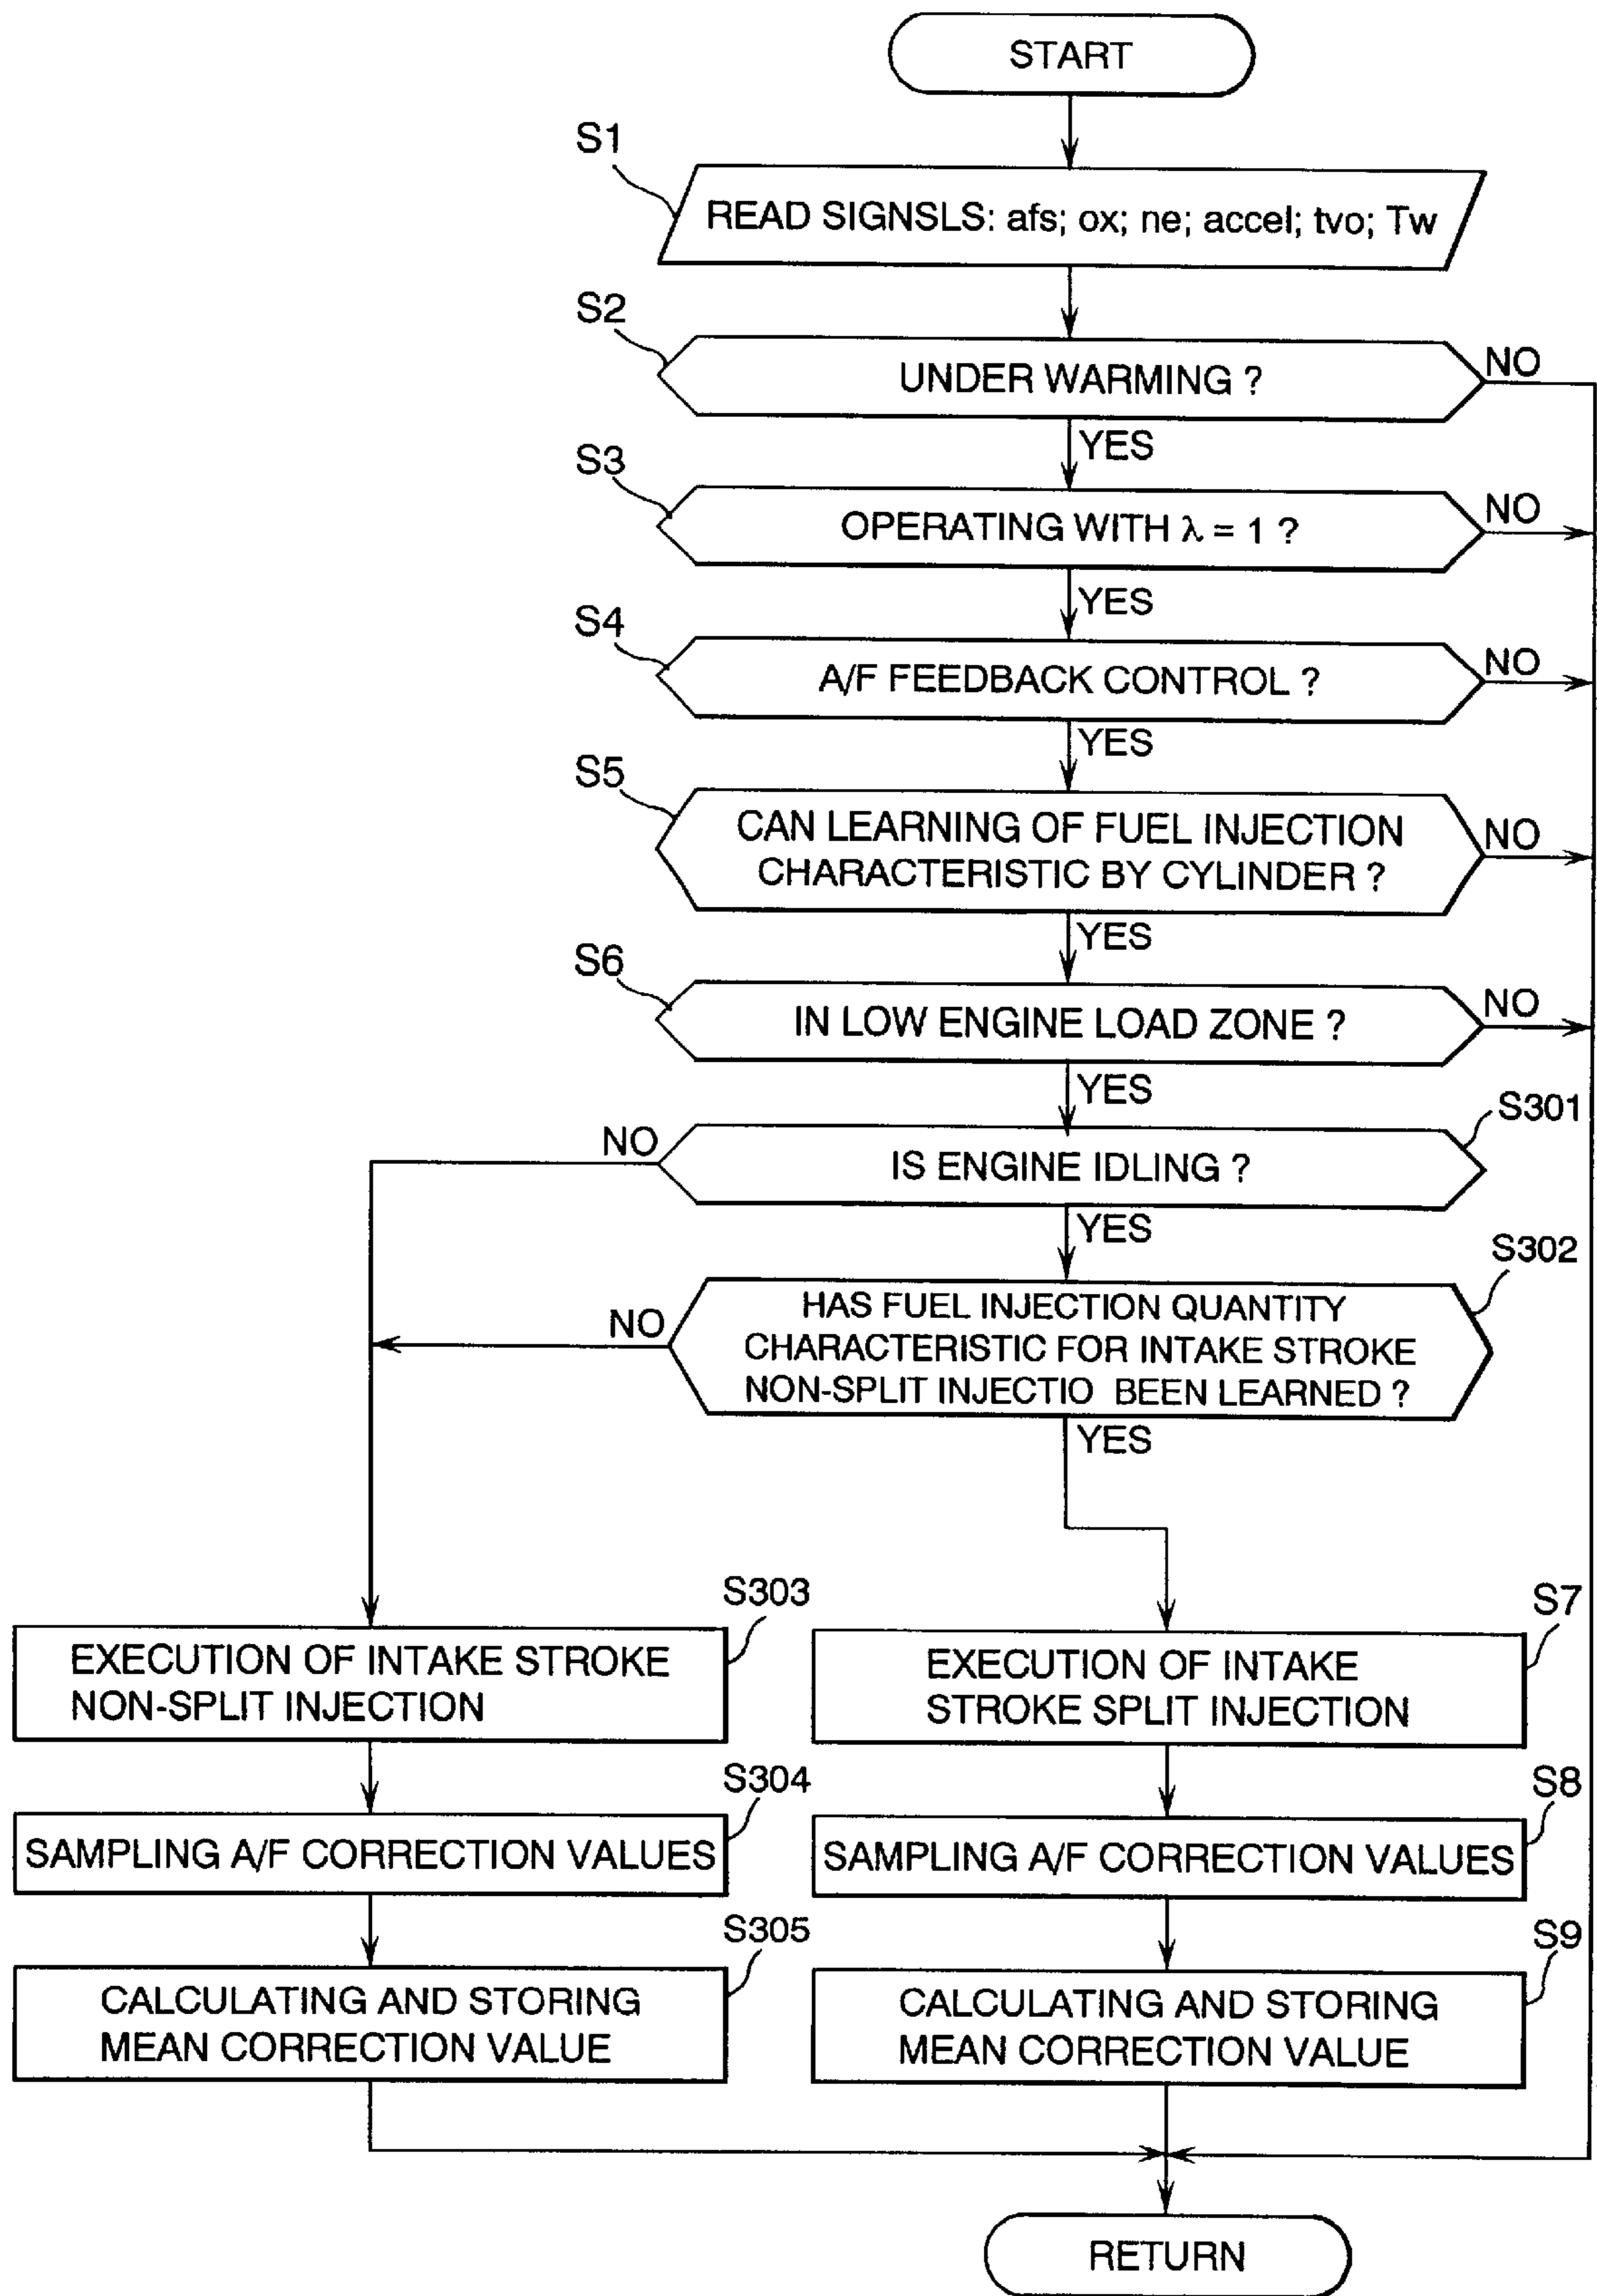 START
S1
READ SIGNSLS: afs; ox; ne; accel; tvo; Tw
S2
UNDER WARMING ?
NO
YES
S3
OPERATING WITH λ = 1 ?
NO
YES
S4
A/F FEEDBACK CONTROL ?
NO
YES
S5
CAN LEARNING OF FUEL INJECTION
CHARACTERISTIC BY CYLINDER ?
NO
YES
S6
IN LOW ENGINE LOAD ZONE ?
NO
YES
S301
NO
IS ENGINE IDLING ?
YES
S302
NO
HAS FUEL INJECTION QUANTITY
CHARACTERISTIC FOR INTAKE STROKE
NON-SPLIT INJECTIO BEEN LEARNED ?
YES
S303
EXECUTION OF INTAKE STROKE
NON-SPLIT INJECTION
S304
SAMPLING A/F CORRECTION VALUES
S305
CALCULATING AND STORING
MEAN CORRECTION VALUE
S7
EXECUTION OF INTAKE
STROKE SPLIT INJECTION
S8
SAMPLING A/F CORRECTION VALUES
S9
CALCULATING AND STORING
MEAN CORRECTION VALUE
RETURN